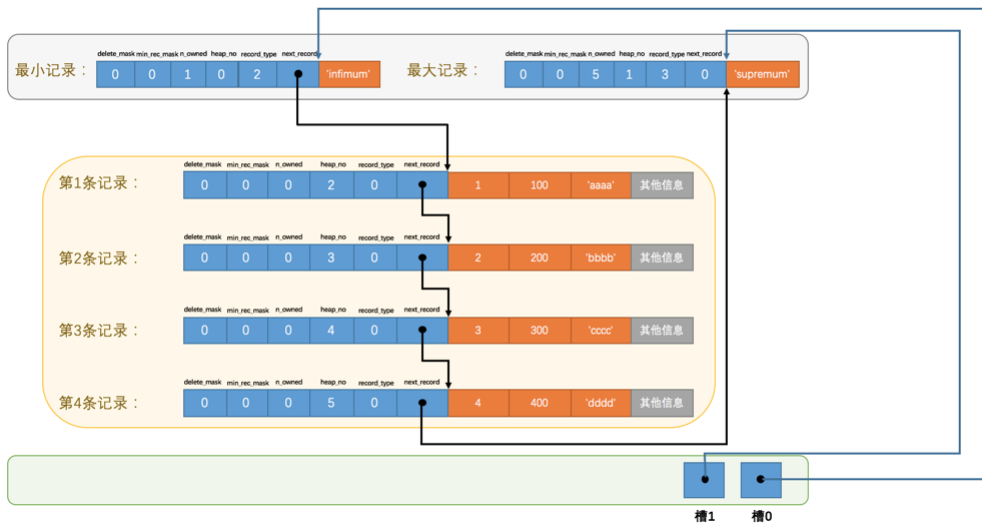 delete_mask min_rec_mask n_owned heap_no record_type next_record
最小记录： 0 0 1 0 2 'infimum'
delete_mask min_rec_mask n_owned heap_no record_type next_record
最大记录： 0 0 5 1 3 0 'supremum'
delete_mask min_rec_mask n_owned heap_no record_type next_record
第1条记录： 0 0 0 2 0 1 100 'aaaa' 其他信息
delete_mask min_rec_mask n_owned heap_no record_type next_record
第2条记录： 0 0 0 3 0 2 200 'bbbb' 其他信息
delete_mask min_rec_mask n_owned heap_no record_type next_record
第3条记录： 0 0 0 4 0 3 300 'cccc' 其他信息
delete_mask min_rec_mask n_owned heap_no record_type next_record
第4条记录： 0 0 0 5 0 4 400 'dddd' 其他信息
槽1 槽0